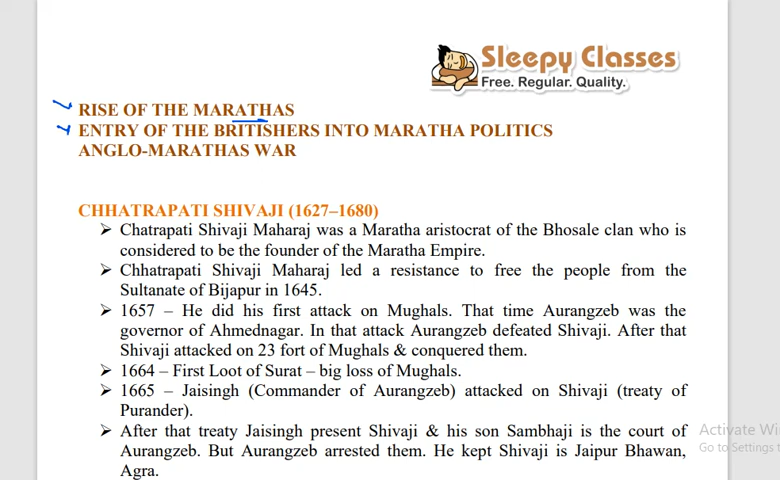 Sleepy Classes
Free. Regular. Quality.
RISE OF THE MARATHAS
ENTRY OF THE BRITISHERS INTO MARATHA POLITICS
ANGLO-MARATHAS WAR
CHHATRAPATI SHIVAJI (1627–1680)
➢ Chatrapati Shivaji Maharaj was a Maratha aristocrat of the Bhosale clan who is
considered to be the founder of the Maratha Empire.
➢ Chhatrapati Shivaji Maharaj led a resistance to free the people from the
Sultanate of Bijapur in 1645.
➢ 1657 – He did his first attack on Mughals. That time Aurangzeb was the
governor of Ahmednagar. In that attack Aurangzeb defeated Shivaji. After that
Shivaji attacked on 23 fort of Mughals & conquered them.
➢ 1664 – First Loot of Surat – big loss of Mughals.
➢ 1665 – Jaisingh (Commander of Aurangzeb) attacked on Shivaji (treaty of
Purander).
➢ After that treaty Jaisingh present Shivaji & his son Sambhaji is the court of
Aurangzeb. But Aurangzeb arrested them. He kept Shivaji is Jaipur Bhawan,
Agra.
Activate Wi
Go to Settings t